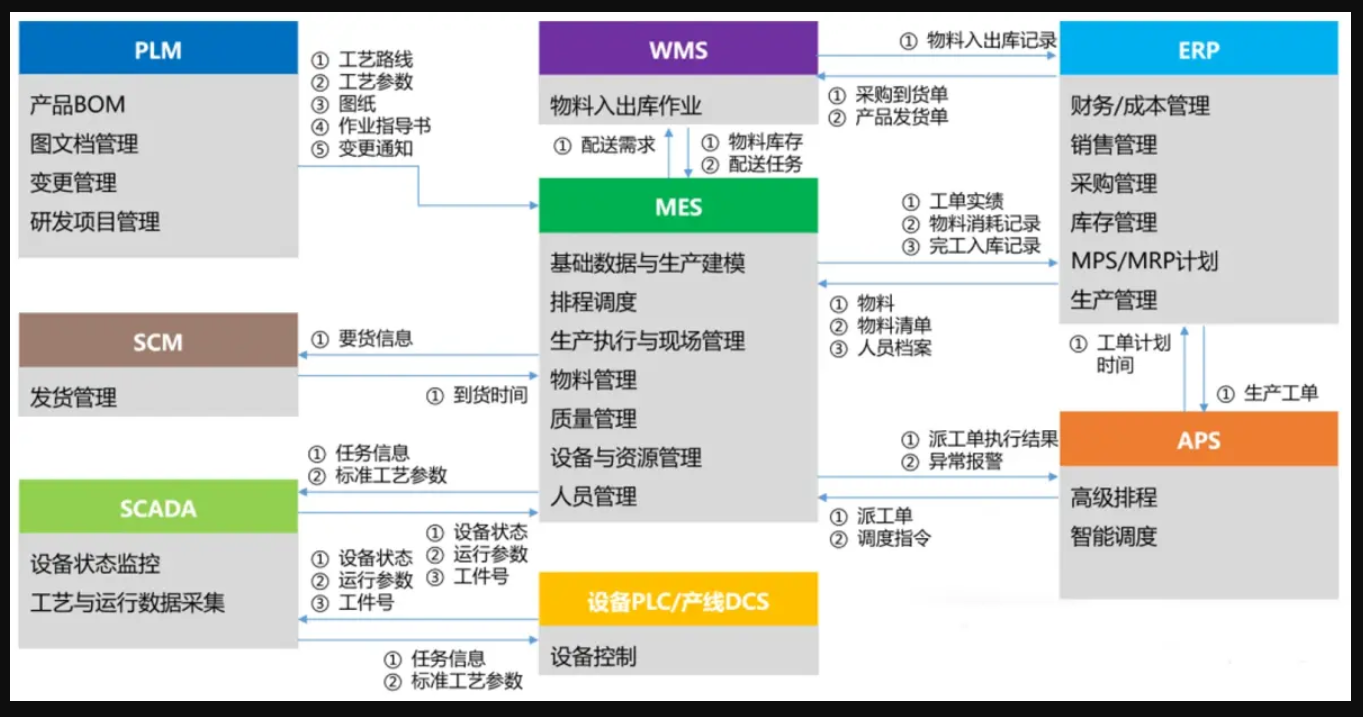 PLM
产品BOM
图文档管理
变更管理
研发项目管理
① 工艺路线
② 工艺参数
③ 图纸
④ 作业指导书
⑤ 变更通知
WMS
物料入出库作业
① 物料入出库记录
① 采购到货单
② 产品发货单
ERP
财务/成本管理
销售管理
采购管理
库存管理
MPS/MRP计划
生产管理
① 配送需求
① 物料库存
② 配送任务
MES
基础数据与生产建模
排程调度
生产执行与现场管理
物料管理
质量管理
设备与资源管理
人员管理
① 工单实绩
② 物料消耗记录
③ 完工入库记录
① 物料
② 物料清单
③ 人员档案
SCM
发货管理
① 要货信息
① 到货时间
① 工单计划
时间
① 生产工单
APS
高级排程
智能调度
① 派工单执行结果
② 异常报警
① 派工单
② 调度指令
SCADA
设备状态监控
工艺与运行数据采集
① 任务信息
② 标准工艺参数
① 设备状态
② 运行参数
③ 工件号
① 设备状态
② 运行参数
③ 工件号
① 任务信息
② 标准工艺参数
设备PLC/产线DCS
设备控制